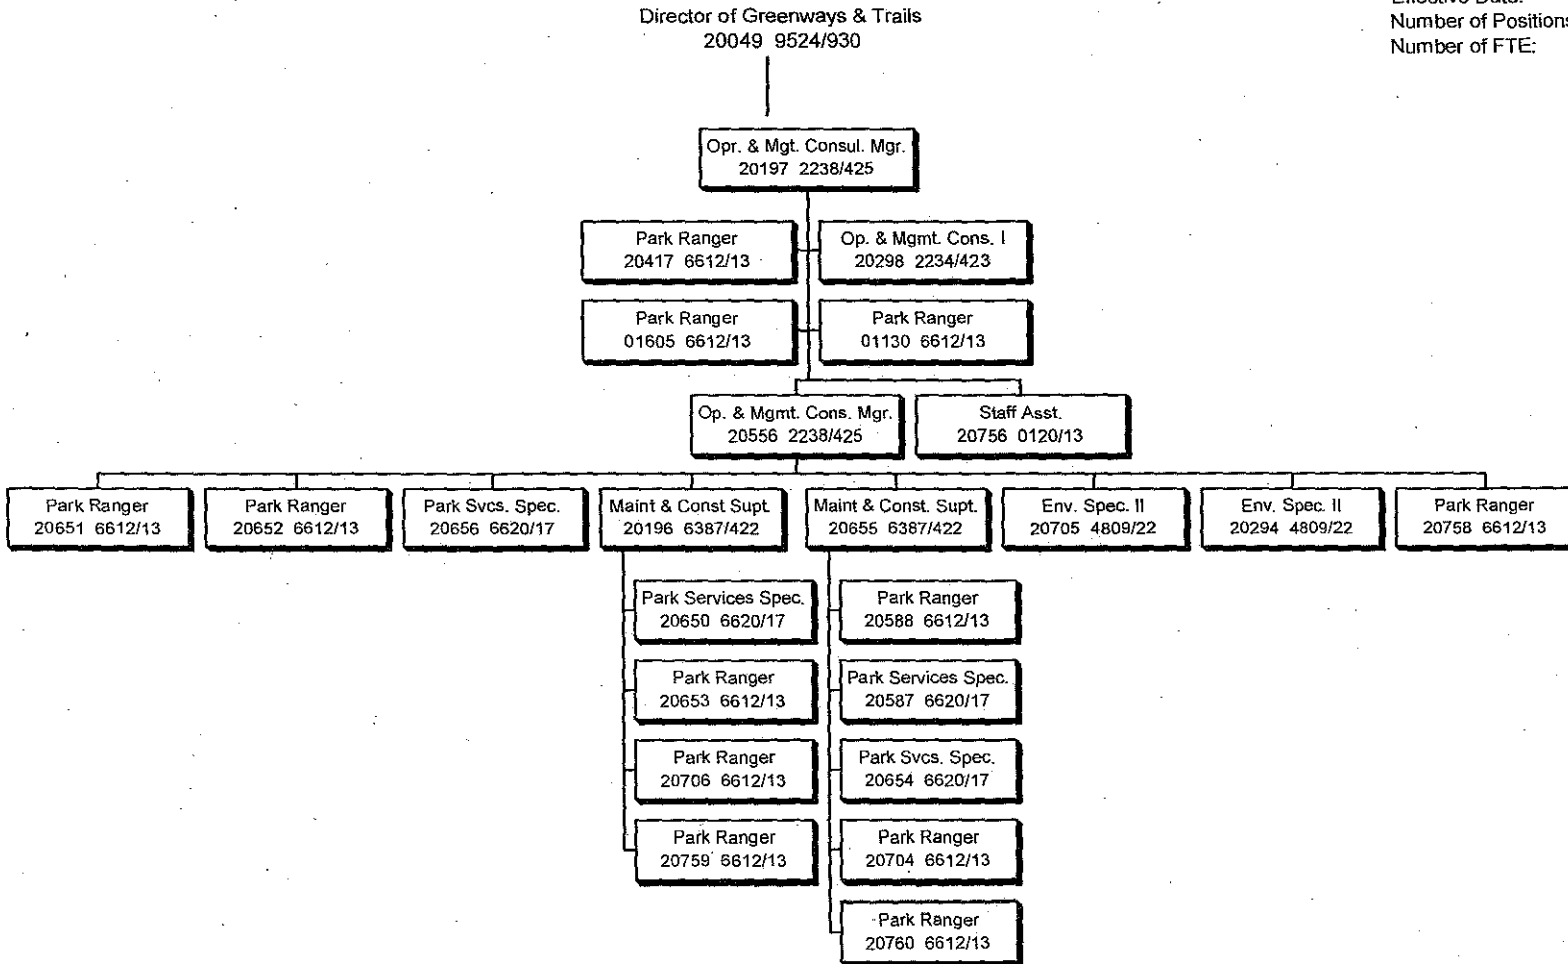 Director of Greenways & Trails
20049 9524/930
Number of Positions
Number of FTE:
Opr. & Mgt. Consul. Mgr.
20197 2238/425
Park Ranger
20417 6612/13
Op. & Mgmt. Cons. I
20298 2234/423
Park Ranger
01605 6612/13
Park Ranger
01130 6612/13
Op. & Mgmt. Cons. Mgr.
20556 2238/425
Staff Asst.
20756 0120/13
Park Ranger
20651 6612/13
Park Ranger
20652 6612/13
Park Svcs. Spec.
20656 6620/17
Maint & Const Supt.
20196 6387/422
Maint & Const. Supt.
20655 6387/422
Env. Spec. II
20705 4809/22
Env. Spec. II
20294 4809/22
Park Ranger
20758 6612/13
Park Services Spec.
20650 6620/17
Park Ranger
20653 6612/13
Park Ranger
20706 6612/13
Park Ranger
20759 6612/13
Park Ranger
20588 6612/13
Park Services Spec.
20587 6620/17
Park Svcs. Spec.
20654 6620/17
Park Ranger
20704 6612/13
Park Ranger
20760 6612/13